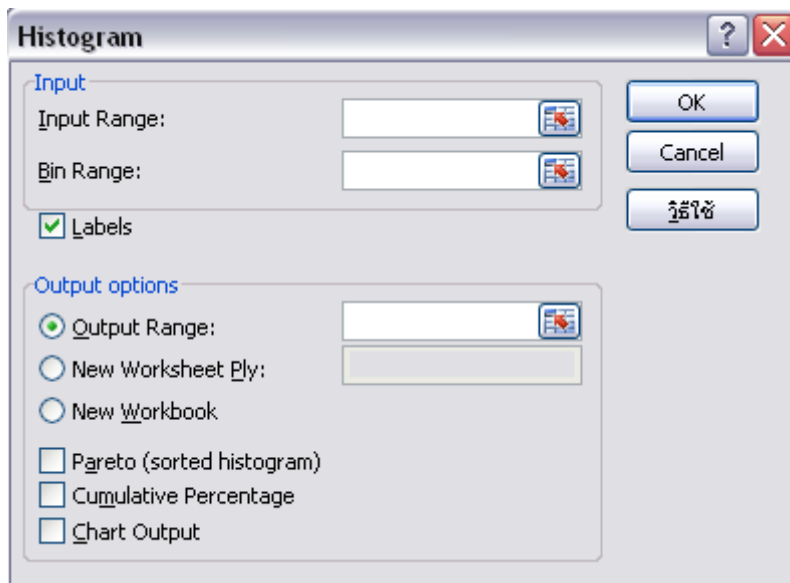 Histogram
Input
Input Range:
Bin Range:
Labels
OK
Cancel
วิธีใช้
Output options
Output Range:
New Worksheet Ply:
New Workbook
Pareto (sorted histogram)
Cumulative Percentage
Chart Output